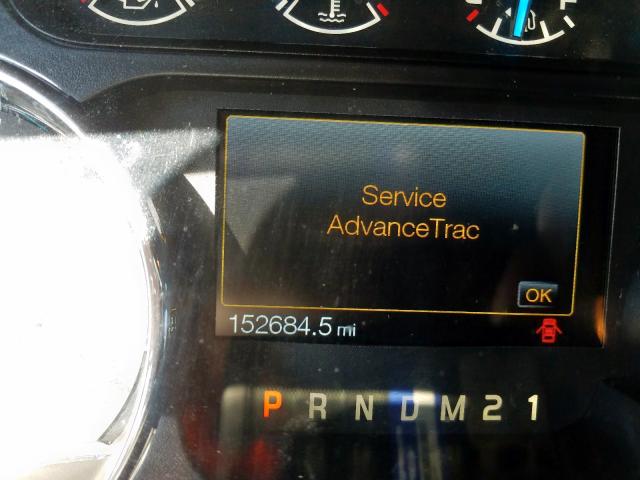 Service
AdvanceTrac
OK
152684.5 mi
P R N D M 2 1